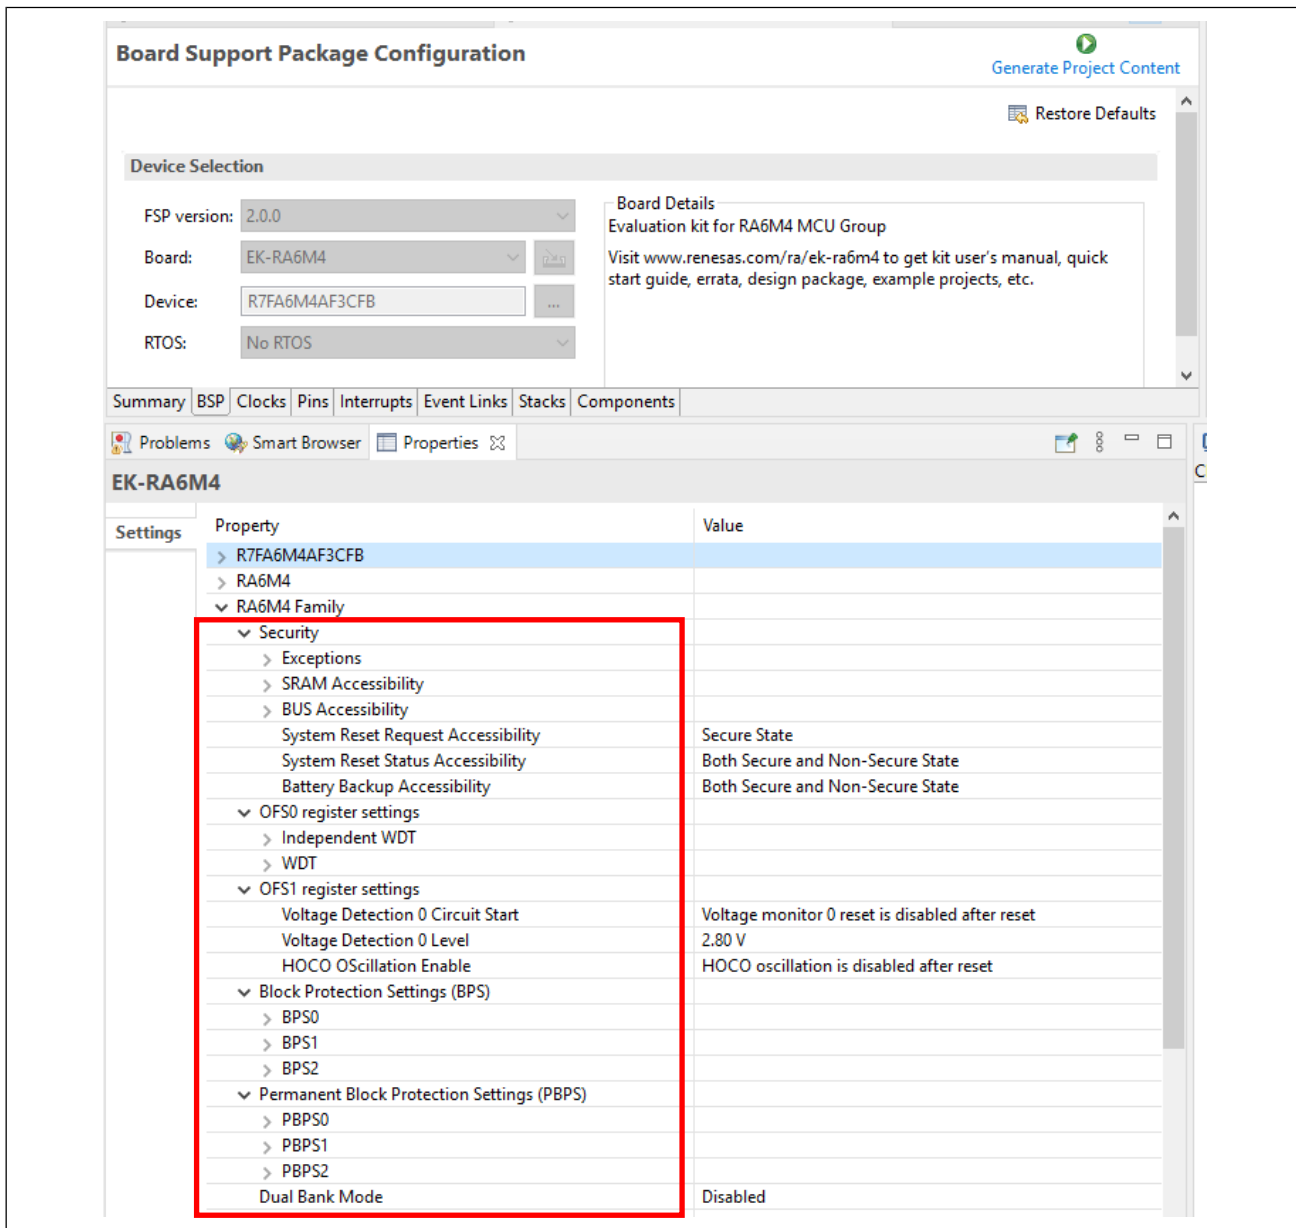 Board Support Package Configuration
Generate Project Content
Restore Defaults
Device Selection
FSP version: 2.0.0
Board: EK-RA6M4
Device: R7FA6M4AF3CFB ...
RTOS: No RTOS
Board Details
Evaluation kit for RA6M4 MCU Group
Visit www.renesas.com/ra/ek-ra6m4 to get kit user's manual, quick
start guide, errata, design package, example projects, etc.
Summary BSP Clocks Pins Interrupts Event Links Stacks Components
Problems Smart Browser Properties
C
EK-RA6M4
Settings
Property Value
R7FA6M4AF3CFB
RA6M4
RA6M4 Family
Security
Exceptions
SRAM Accessibility
BUS Accessibility
System Reset Request Accessibility Secure State
System Reset Status Accessibility Both Secure and Non-Secure State
Battery Backup Accessibility Both Secure and Non-Secure State
OFS0 register settings
Independent WDT
WDT
OFS1 register settings
Voltage Detection 0 Circuit Start Voltage monitor 0 reset is disabled after reset
Voltage Detection 0 Level 2.80 V
HOCO OScillation Enable HOCO oscillation is disabled after reset
Block Protection Settings (BPS)
BPS0
BPS1
BPS2
Permanent Block Protection Settings (PBPS)
PBPS0
PBPS1
PBPS2
Dual Bank Mode Disabled